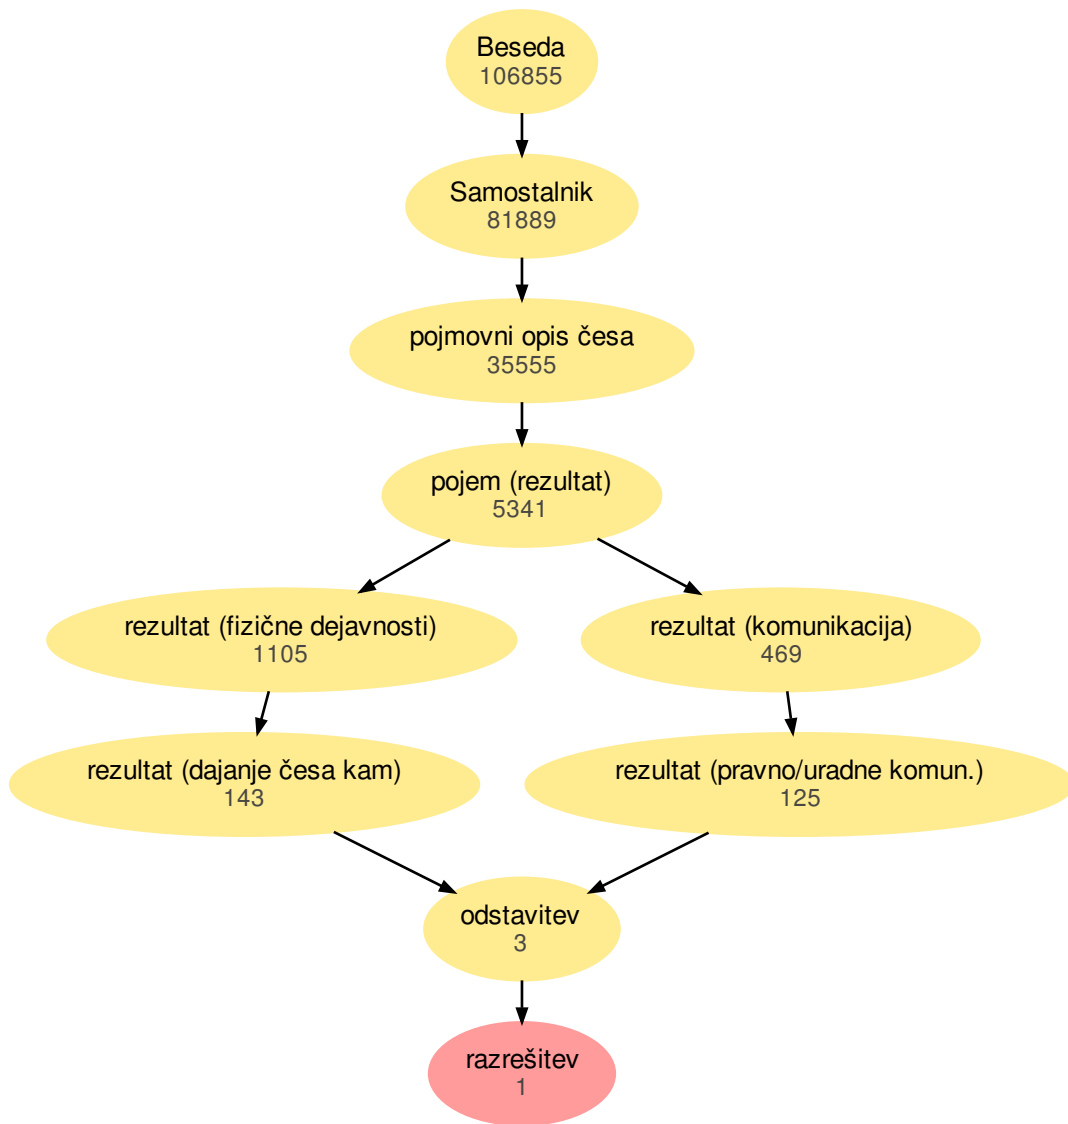 Beseda
106855
Samostalnik
81889
pojmovni opis česa
35555
pojem (rezultat)
5341
rezultat (fizične dejavnosti)
1105
rezultat (komunikacija)
469
rezultat (dajanje česa kam)
143
rezultat (pravno/uradne komun.)
125
odstavitev
3
razrešitev
1